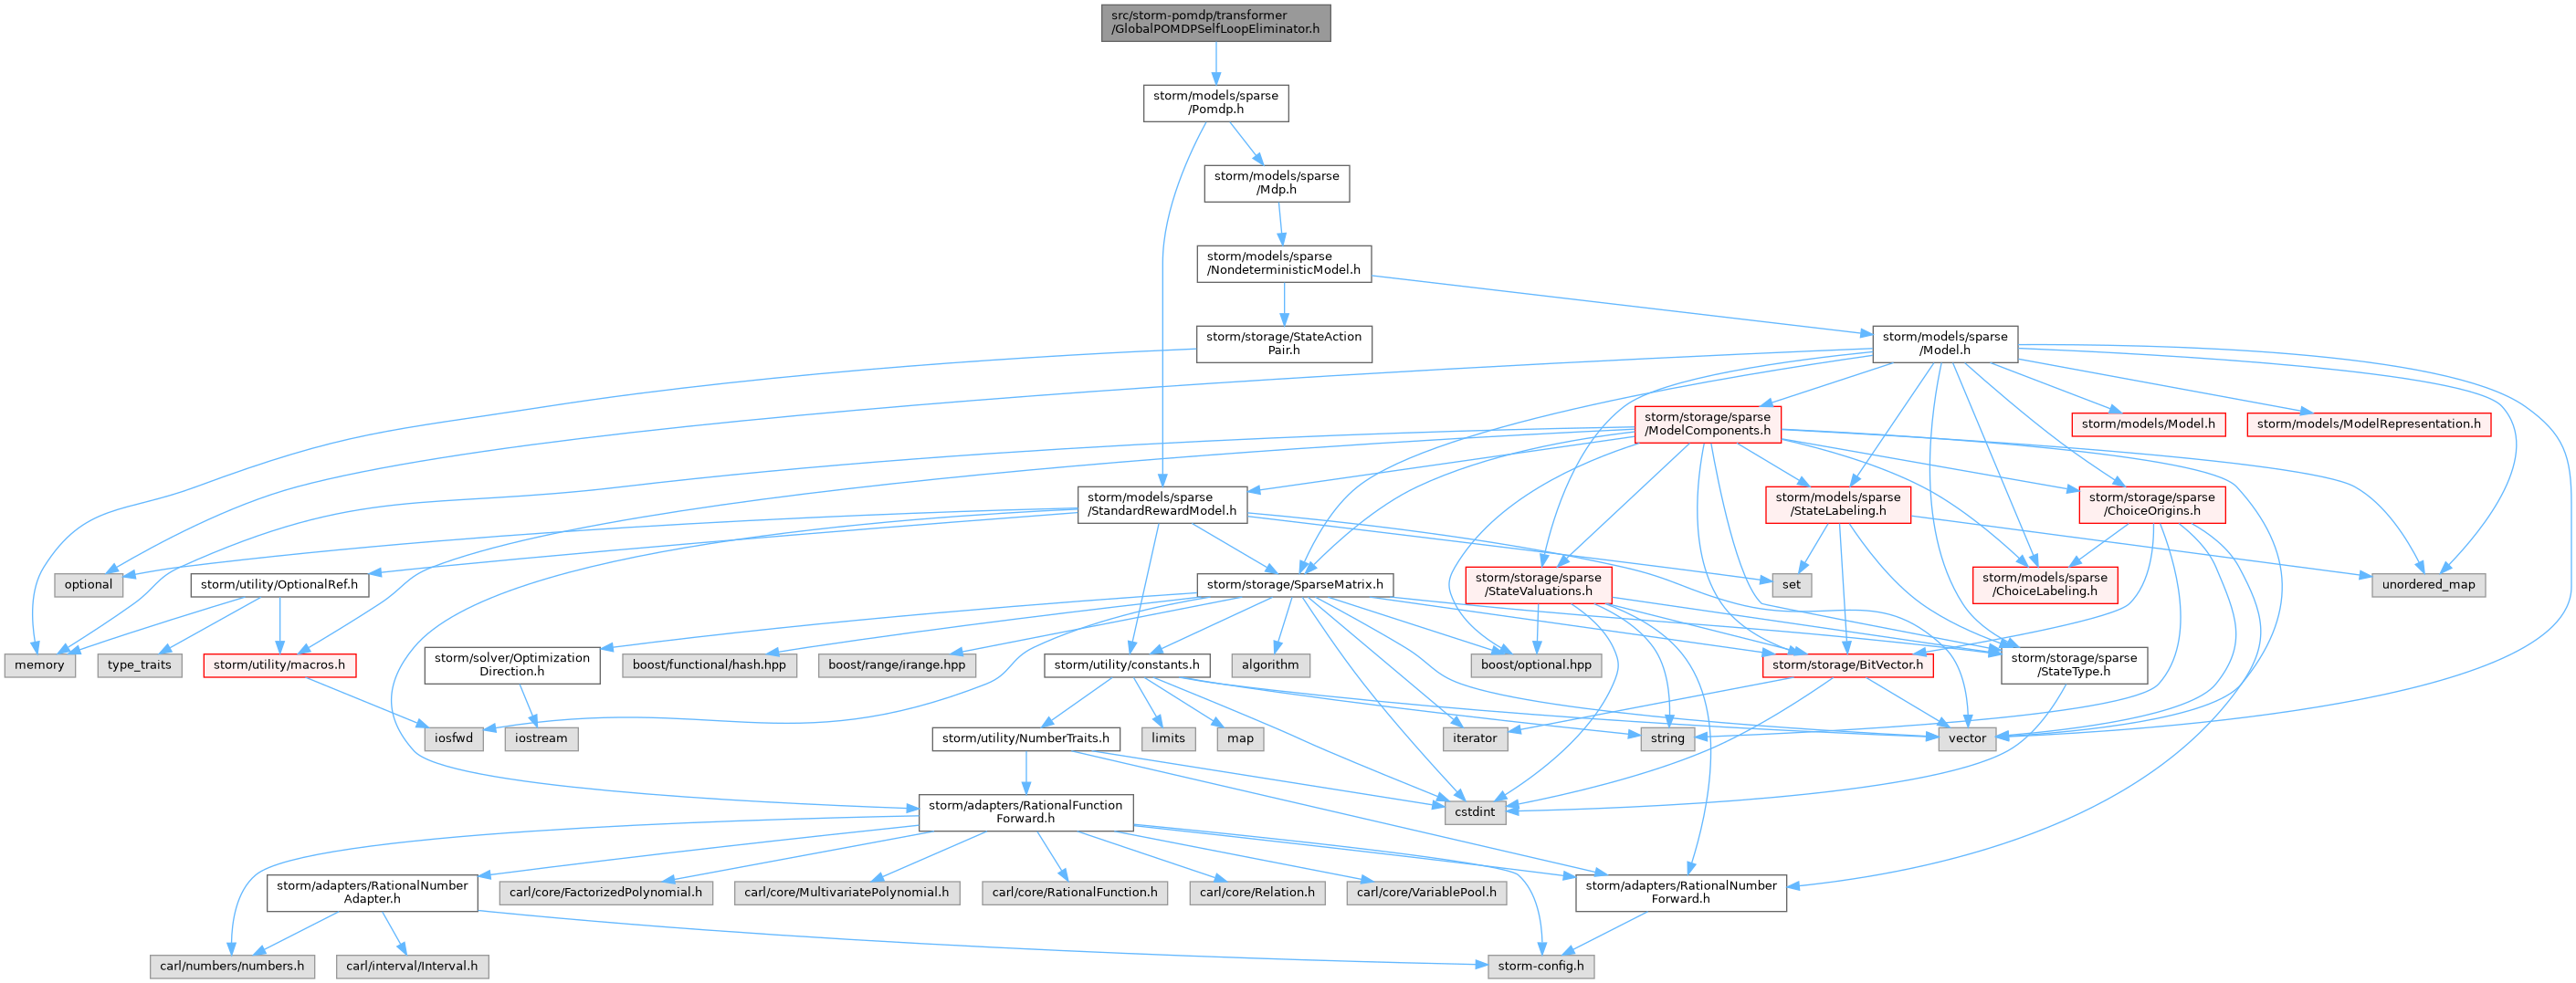 src/storm-pomdp/transformer
/GlobalPOMDPSelfLoopEliminator.h
storm/models/sparse
/Pomdp.h
storm/models/sparse
/Mdp.h
storm/models/sparse
/NondeterministicModel.h
storm/storage/StateAction
Pair.h
storm/models/sparse
/Model.h
storm/storage/sparse
/ModelComponents.h
storm/models/Model.h
storm/models/ModelRepresentation.h
storm/models/sparse
/StandardRewardModel.h
storm/models/sparse
/StateLabeling.h
storm/storage/sparse
/ChoiceOrigins.h
optional
storm/utility/OptionalRef.h
storm/storage/SparseMatrix.h
storm/storage/sparse
/StateValuations.h
set
storm/models/sparse
/ChoiceLabeling.h
unordered_map
memory
type_traits
storm/utility/macros.h
storm/solver/Optimization
Direction.h
boost/functional/hash.hpp
boost/range/irange.hpp
storm/utility/constants.h
algorithm
boost/optional.hpp
storm/storage/BitVector.h
storm/storage/sparse
/StateType.h
iosfwd
iostream
storm/utility/NumberTraits.h
limits
map
iterator
string
vector
storm/adapters/RationalFunction
Forward.h
cstdint
storm/adapters/RationalNumber
Adapter.h
carl/core/FactorizedPolynomial.h
carl/core/MultivariatePolynomial.h
carl/core/RationalFunction.h
carl/core/Relation.h
carl/core/VariablePool.h
storm/adapters/RationalNumber
Forward.h
carl/numbers/numbers.h
carl/interval/Interval.h
storm-config.h